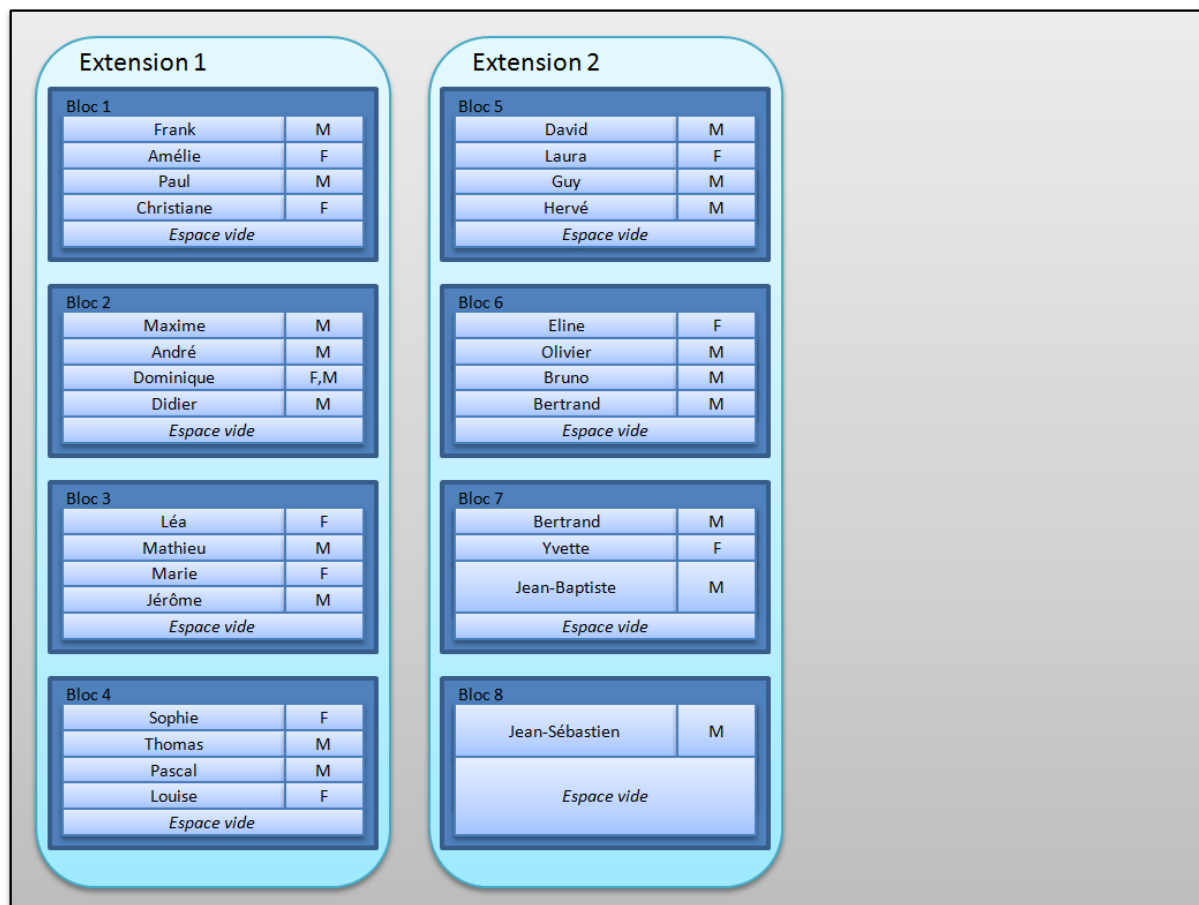 Extension 1
Bloc 1
Frank M
Amélie F
Paul M
Christiane F
Espace vide
Bloc 2
Maxime M
André M
Dominique F,M
Didier M
Espace vide
Bloc 3
Léa F
Mathieu M
Marie F
Jérôme M
Espace vide
Bloc 4
Sophie F
Thomas M
Pascal M
Louise F
Espace vide
Extension 2
Bloc 5
David M
Laura F
Guy M
Hervé M
Espace vide
Bloc 6
Eline F
Olivier M
Bruno M
Bertrand M
Espace vide
Bloc 7
Bertrand M
Yvette F
Jean-Baptiste M
Espace vide
Bloc 8
Jean-Sébastien M
Espace vide